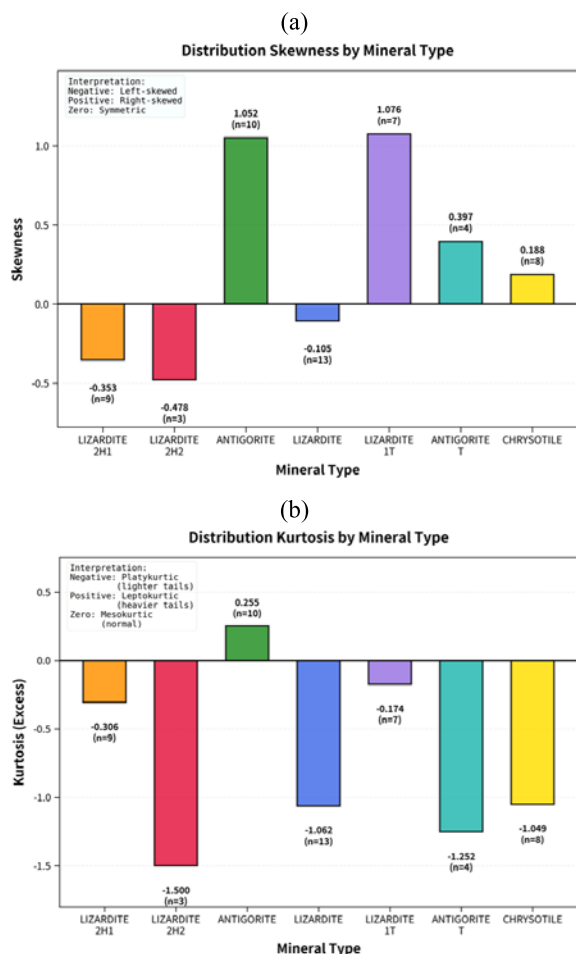 (a)
Distribution Skewness by Mineral Type
Interpretation:
Negative: Left-skewed
Positive: Right-skewed
Zero: Symmetric
1.052
(n=10)
1.076
(n=7)
0.397
(n=4)
0.188
(n=8)
-0.353
(n=9)
-0.478
(n=3)
-0.105
(n=13)
1.0
0.5
0.0
-0.5
Skewness
LIZARDITE
2H1
LIZARDITE
2H2
ANTIGORITE
LIZARDITE
LIZARDITE
1T
ANTIGORITE
T
CHRYSOTILE
Mineral Type
(b)
Distribution Kurtosis by Mineral Type
Interpretation:
Negative: Platykurtic
(lighter tails)
Positive: Leptokurtic
(heavier tails)
Zero: Mesokurtic
(normal)
0.255
(n=10)
-0.306
(n=9)
-1.500
(n=3)
-1.062
(n=13)
-0.174
(n=7)
-1.252
(n=4)
-1.049
(n=8)
0.5
0.0
-0.5
-1.0
-1.5
Kurtosis (Excess)
LIZARDITE
2H1
LIZARDITE
2H2
ANTIGORITE
LIZARDITE
LIZARDITE
1T
ANTIGORITE
T
CHRYSOTILE
Mineral Type